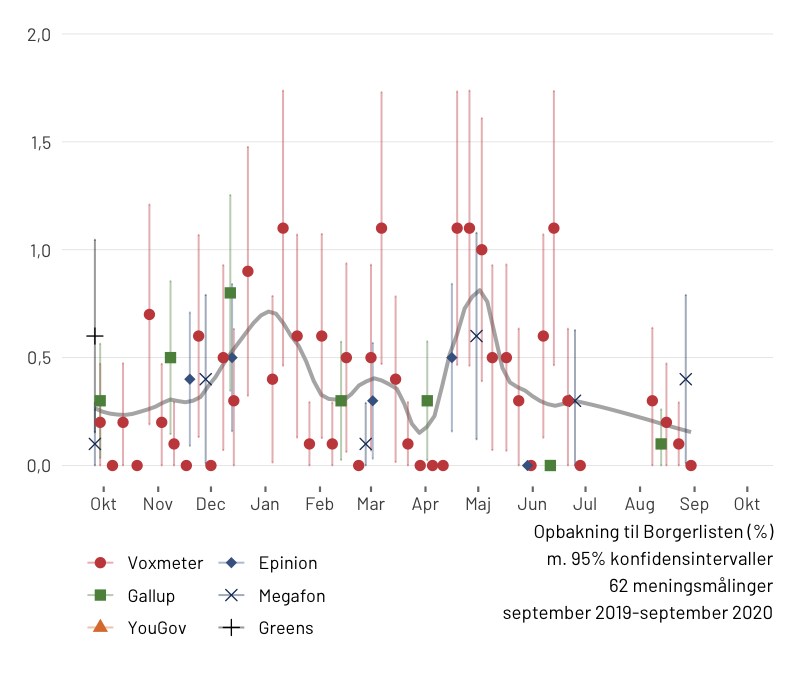 2,0
1,5
1,0
0,5
0,0
Okt Nov Dec Jan Feb Mar Apr Maj Jun Jul Aug Sep Okt
Opbakning til Borgerlisten (%)
m. 95% konfidensintervaller
62 meningsmålinger
september 2019-september 2020
Voxmeter Epinion
Gallup Megafon
YouGov Greens